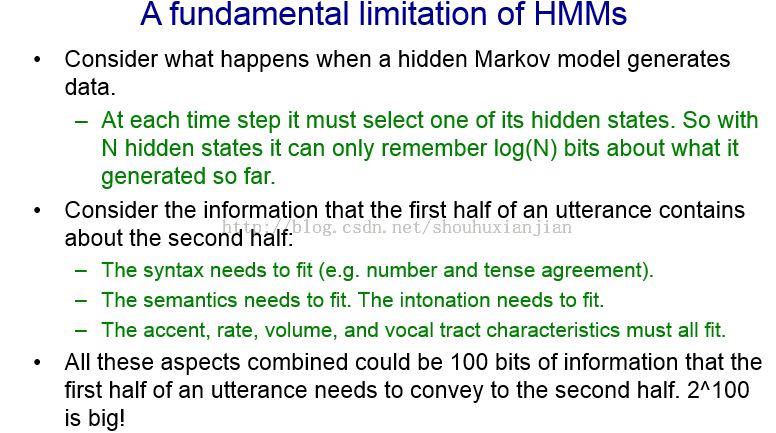 A fundamental limitation of HMMs
• Consider what happens when a hidden Markov model generates
data.
– At each time step it must select one of its hidden states. So with
N hidden states it can only remember log(N) bits about what it
generated so far.
• Consider the information that the first half of an utterance contains
about the second half:
http://blog.csdn.net/shouhuxianjian
– The syntax needs to fit (e.g. number and tense agreement).
– The semantics needs to fit. The intonation needs to fit.
– The accent, rate, volume, and vocal tract characteristics must all fit.
• All these aspects combined could be 100 bits of information that the
first half of an utterance needs to convey to the second half. 2^100
is big!